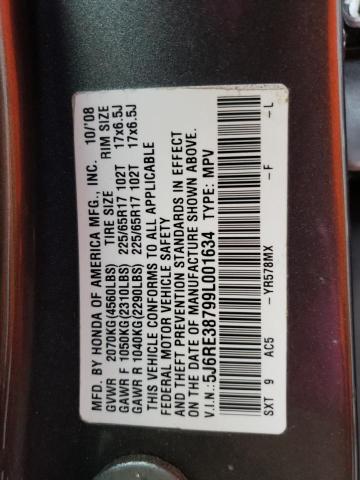 MFD. BY HONDA OF AMERICA MFG., INC. 10/'08
GVWR 2070KG(4560LBS) TIRE SIZE RIM SIZE
GAWR F 1050KG(2310LBS) 225/65R17 102T 17x6.5J
GAWR R 1040KG(2290LBS) 225/65R17 102T 17x6.5J
THIS VEHICLE CONFORMS TO ALL APPLICABLE
FEDERAL MOTOR VEHICLE SAFETY
AND THEFT PREVENTION STANDARDS IN EFFECT
ON THE DATE OF MANUFACTURE SHOWN ABOVE.
V.I.N.:5J6RE38799L001634 TYPE: MPV
SXT 9 AC5 -YR578MX -F -L